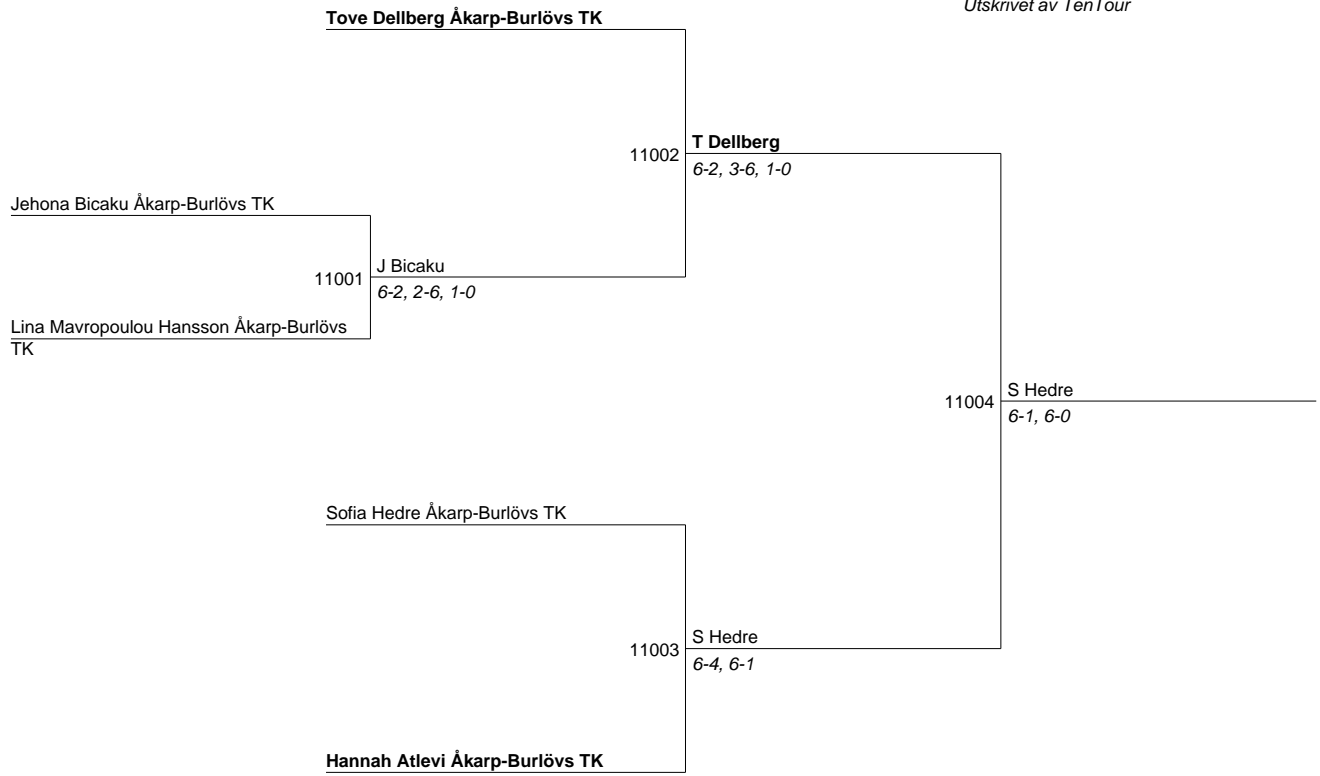 Utskrivet av TenTour
Tove Dellberg Åkarp-Burlövs TK
T Dellberg
11002
6-2, 3-6, 1-0
Jehona Bicaku Åkarp-Burlövs TK
J Bicaku
11001
6-2, 2-6, 1-0
Lina Mavropoulou Hansson Åkarp-Burlövs
TK
S Hedre
11004
6-1, 6-0
Sofia Hedre Åkarp-Burlövs TK
S Hedre
11003
6-4, 6-1
Hannah Atlevi Åkarp-Burlövs TK